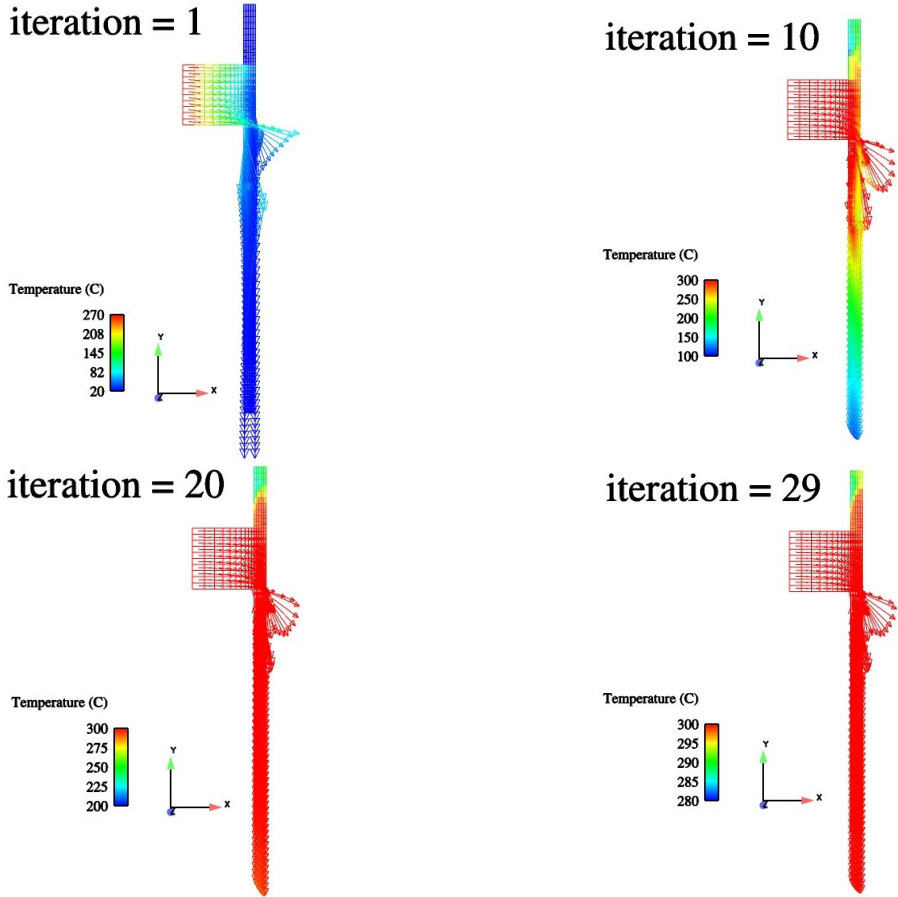 iteration = 1
Temperature (C)
270
208
145
82
20
Y
X
Z
iteration = 10
Temperature (C)
300
250
200
150
100
Y
X
Z
iteration = 20
Temperature (C)
300
275
250
225
200
Y
X
Z
iteration = 29
Temperature (C)
300
295
290
285
280
Y
X
Z